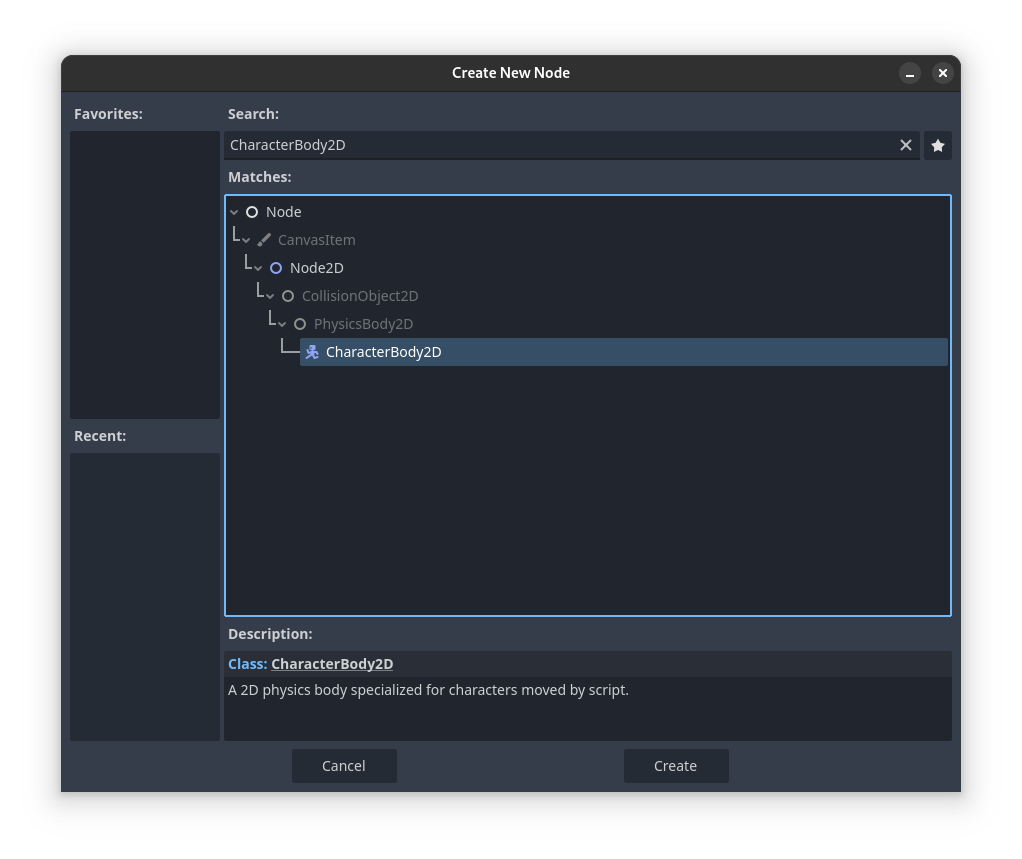 Create New Node
Favorites:
Search:
CharacterBody2D
Matches:
Node
CanvasItem
Node2D
CollisionObject2D
PhysicsBody2D
CharacterBody2D
Recent:
Description:
Class: CharacterBody2D
A 2D physics body specialized for characters moved by script.
Cancel
Create